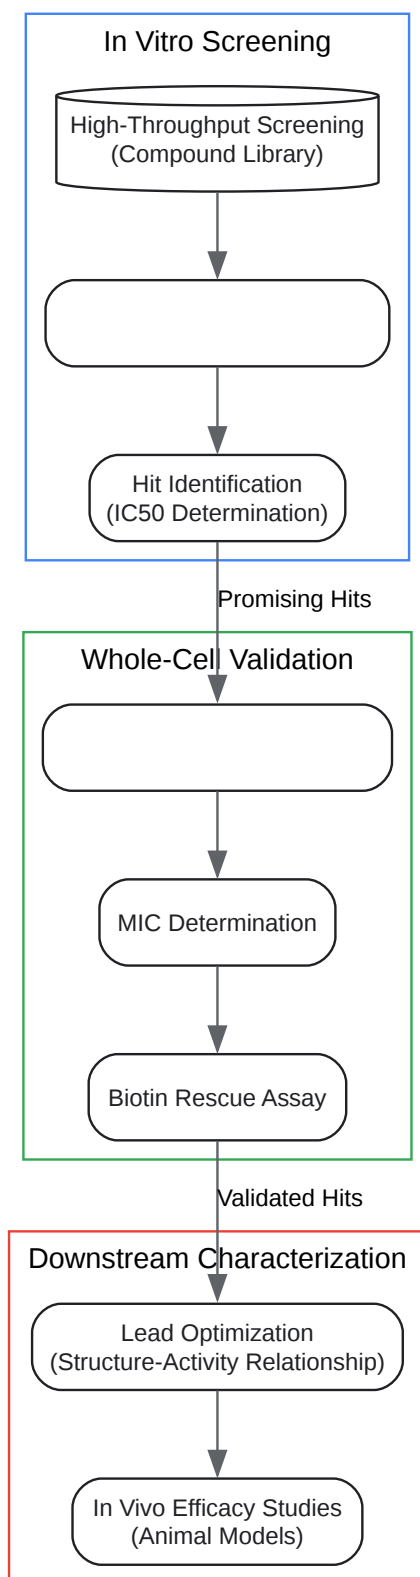 In Vitro Screening
High-Throughput Screening
(Compound Library)
Hit Identification
(IC50 Determination)
Promising Hits
Whole-Cell Validation
MIC Determination
Biotin Rescue Assay
Validated Hits
Downstream Characterization
Lead Optimization
(Structure-Activity Relationship)
In Vivo Efficacy Studies
(Animal Models)